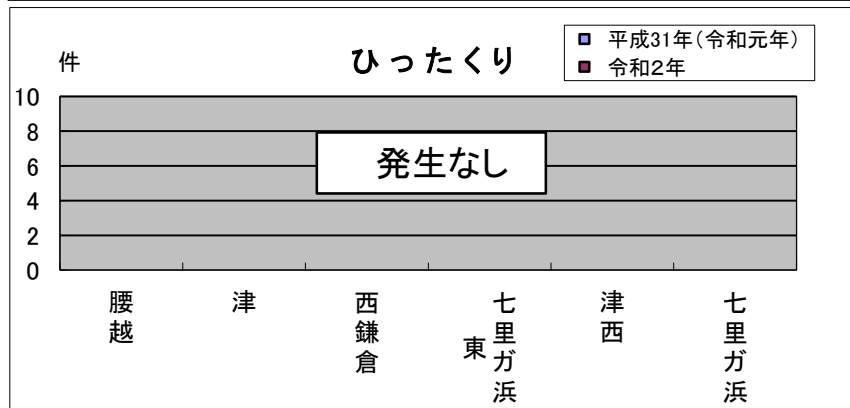 件
ひったくり
平成31年(令和元年)
令和2年
10
8
6
4
2
0
発生なし
腰越
津
西鎌倉
七里ガ浜東
津西
七里ガ浜